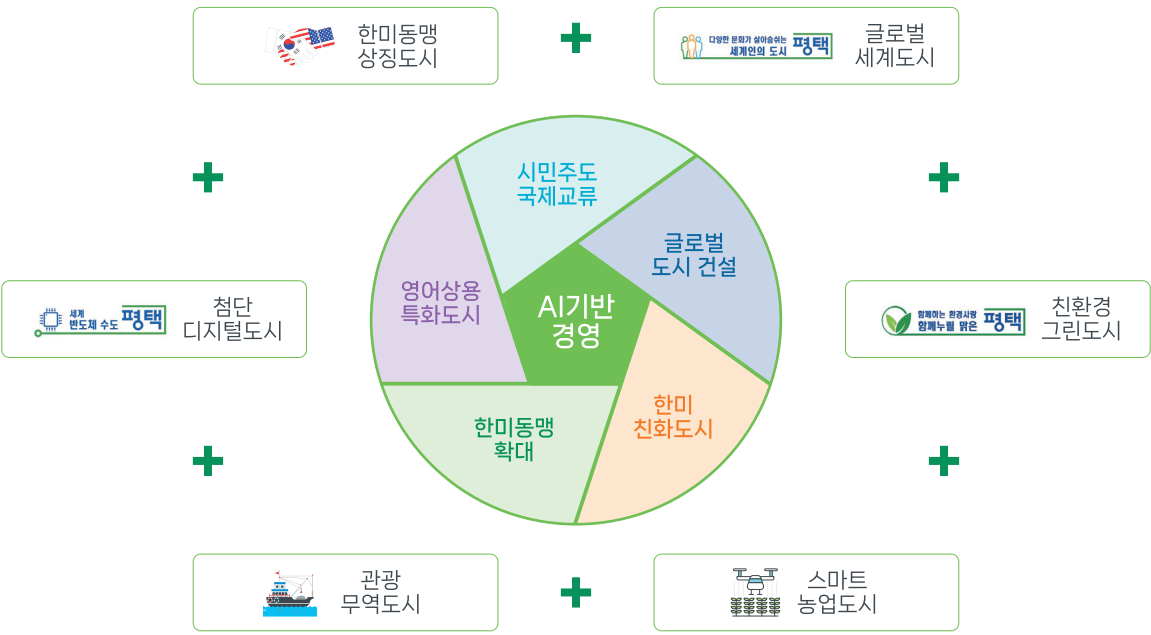 한미동맹
상징도시
다양한 문화가 살아숨쉬는
세계인의 도시 평택
글로벌
세계도시
시민주도
국제교류
글로벌
도시 건설
영어상용
특화도시
AI기반
경영
한미
친화도시
한미동맹
확대
세계
반도체 수도 평택
첨단
디지털도시
함께하는 환경사랑
함께누릴 맑은 평택
친환경
그린도시
관광
무역도시
스마트
농업도시